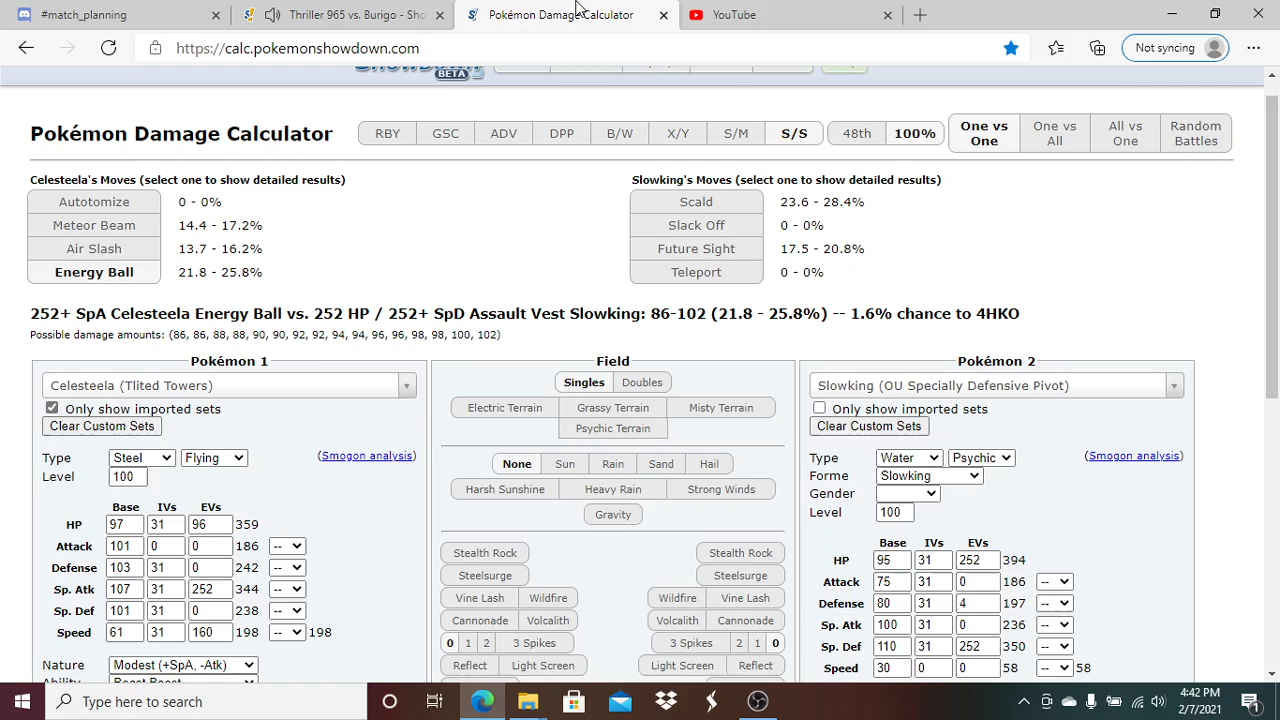 #match_planning
Thriller 965 vs. Burigo - Sho
Pokémon Damage Calculator
YouTube
https://calc.pokemonshowdown.com
Not syncing
BETA
Pokémon Damage Calculator
RBY GSC ADV DPP B/W X/Y S/M S/S
48th 100%
One vs One
One vs All
All vs One
Random Battles
Celesteela's Moves (select one to show detailed results)
Autotomize 0 - 0%
Meteor Beam 14.4 - 17.2%
Air Slash 13.7 - 16.2%
Energy Ball 21.8 - 25.8%
Slowking's Moves (select one to show detailed results)
Scald 23.6 - 28.4%
Slack Off 0 - 0%
Future Sight 17.5 - 20.8%
Teleport 0 - 0%
252+ SpA Celesteela Energy Ball vs. 252 HP / 252+ SpD Assault Vest Slowking: 86-102 (21.8 - 25.8%) -- 1.6% chance to 4HKO
Possible damage amounts: (86, 86, 88, 88, 90, 90, 92, 92, 94, 94, 96, 96, 98, 98, 100, 102)
Pokémon 1
Celesteela (Tlited Towers)
Only show imported sets
Clear Custom Sets
Type Steel Flying (Smogon analysis)
Level 100
Base IVs EVs
HP 97 31 96 359
Attack 101 0 0 186 --
Defense 103 31 0 242 --
Sp. Atk 107 31 252 344 --
Sp. Def 101 31 0 238 --
Speed 61 31 160 198 -- 198
Nature Modest (+SpA, -Atk)
Ability Beast Boost
Field
Singles Doubles
Electric Terrain Grassy Terrain Misty Terrain
Psychic Terrain
None Sun Rain Sand Hail
Harsh Sunshine Heavy Rain Strong Winds
Gravity
Stealth Rock Stealth Rock
Steelsurge Steelsurge
Vine Lash Wildfire Wildfire Vine Lash
Cannonade Volcalith Volcalith Cannonade
0 1 2 3 Spikes 3 Spikes 2 1 0
Reflect Light Screen Light Screen Reflect
Pokémon 2
Slowking (OU Specially Defensive Pivot)
Only show imported sets
Clear Custom Sets
Type Water Psychic (Smogon analysis)
Forme Slowking
Gender
Level 100
Base IVs EVs
HP 95 31 252 394
Attack 75 31 0 186 --
Defense 80 31 4 197 --
Sp. Atk 100 31 0 236 --
Sp. Def 110 31 252 350 --
Speed 30 0 0 58 -- 58
Type here to search
4:42 PM
2/7/2021
1